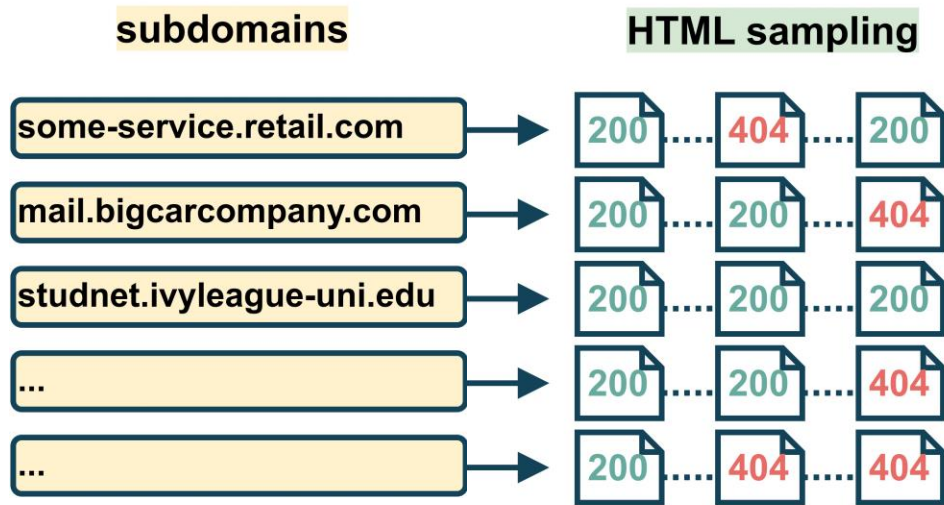 subdomains HTML sampling
some-service.retail.com 200 ..... 404 ..... 200
mail.bigcarcompany.com 200 ..... 200 ..... 404
studnet.ivyleague-uni.edu 200 ..... 200 ..... 200
... 200 ..... 200 ..... 404
... 200 ..... 404 ..... 404